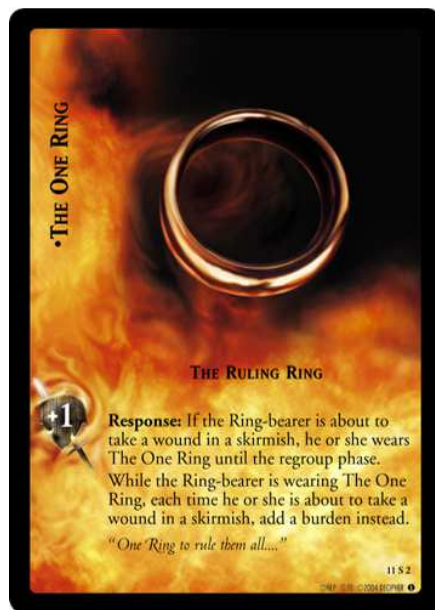 •The One Ring
The Ruling Ring
+1
Response: If the Ring-bearer is about to
take a wound in a skirmish, he or she wears
The One Ring until the regroup phase.
While the Ring-bearer is wearing The One
Ring, each time he or she is about to take a
wound in a skirmish, add a burden instead.
"One Ring to rule them all...."
11 S 2
©2004 DECIPHER